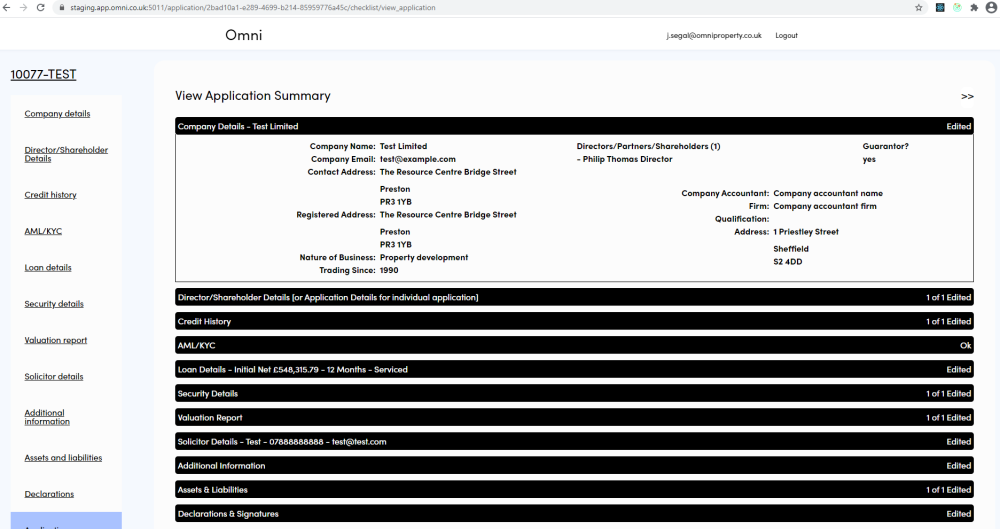 staging.app.omni.co.uk:5011/application/2bad10a1-e289-4699-b214-85959776a45c/checklist/view_application
Omni
j.segal@omniproperty.co.uk Logout
10077-TEST
Company details
Director/Shareholder
Details
Credit history
AML/KYC
Loan details
Security details
Valuation report
Solicitor details
Additional
information
Assets and liabilities
Declarations
View Application Summary >>
Company Details - Test Limited Edited
Company Name: Test Limited
Company Email: test@example.com
Contact Address: The Resource Centre Bridge Street
Preston
PR3 1YB
Registered Address: The Resource Centre Bridge Street
Preston
PR3 1YB
Nature of Business: Property development
Trading Since: 1990
Directors/Partners/Shareholders (1) Guarantor?
- Philip Thomas Director yes
Company Accountant: Company accountant name
Firm: Company accountant firm
Qualification:
Address: 1 Priestley Street
Sheffield
S2 4DD
Director/Shareholder Details [or Application Details for individual application] 1 of 1 Edited
Credit History 1 of 1 Edited
AML/KYC Ok
Loan Details - Initial Net £548,315.79 - 12 Months - Serviced Edited
Security Details 1 of 1 Edited
Valuation Report 1 of 1 Edited
Solicitor Details - Test - 07888888888 - test@test.com Edited
Additional Information Edited
Assets & Liabilities 1 of 1 Edited
Declarations & Signatures Edited